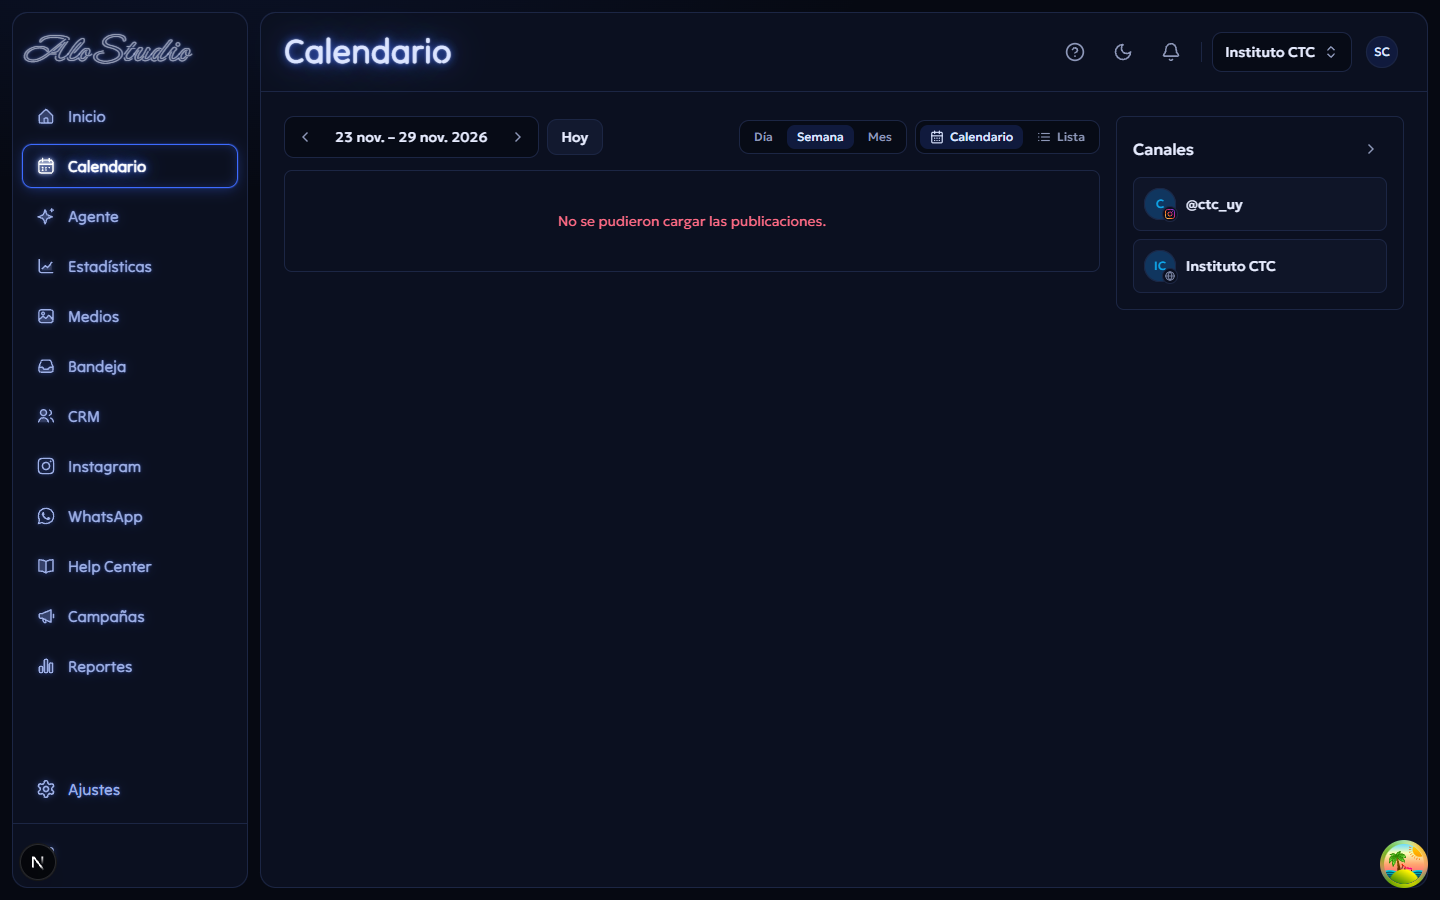 AloStudio
Inicio
Calendario
Agente
Estadísticas
Medios
Bandeja
CRM
Instagram
WhatsApp
Help Center
Campañas
Reportes
Ajustes
N
Calendario
Instituto CTC
SC
23 nov. – 29 nov. 2026
Hoy
Día
Semana
Mes
Calendario
Lista
No se pudieron cargar las publicaciones.
Canales
C
@ctc_uy
IC
Instituto CTC